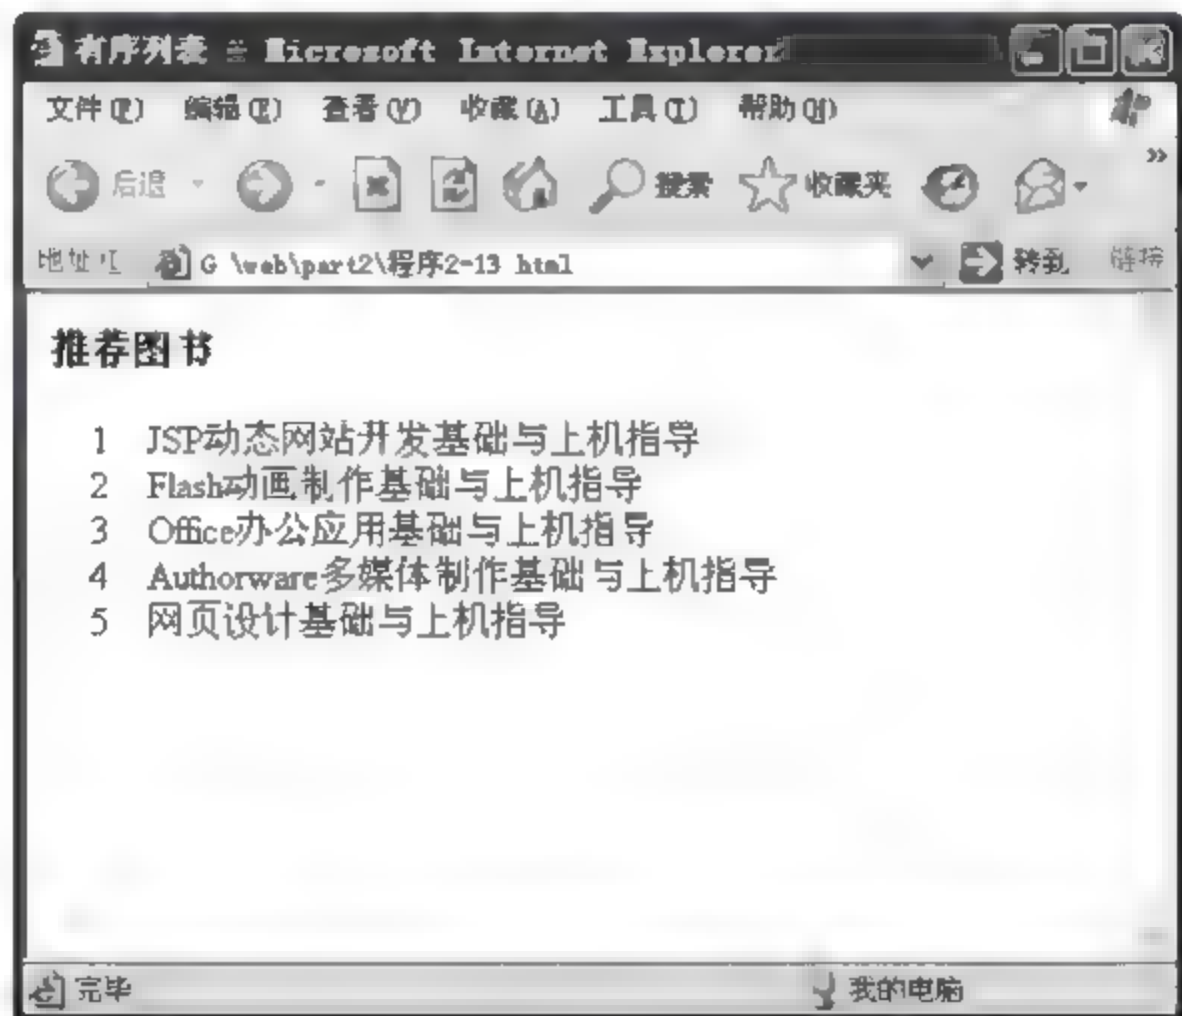 有序列表 - Microsoft Internet Explorer
文件(F) 编辑(E) 查看(V) 收藏(A) 工具(T) 帮助(H)
后退 搜索 收藏夹 »
地址 G \web\part2\程序2-13 html 转到 链接
推荐图书
1 JSP动态网站开发基础与上机指导
2 Flash动画制作基础与上机指导
3 Office办公应用基础与上机指导
4 Authorware多媒体制作基础与上机指导
5 网页设计基础与上机指导
完毕 我的电脑